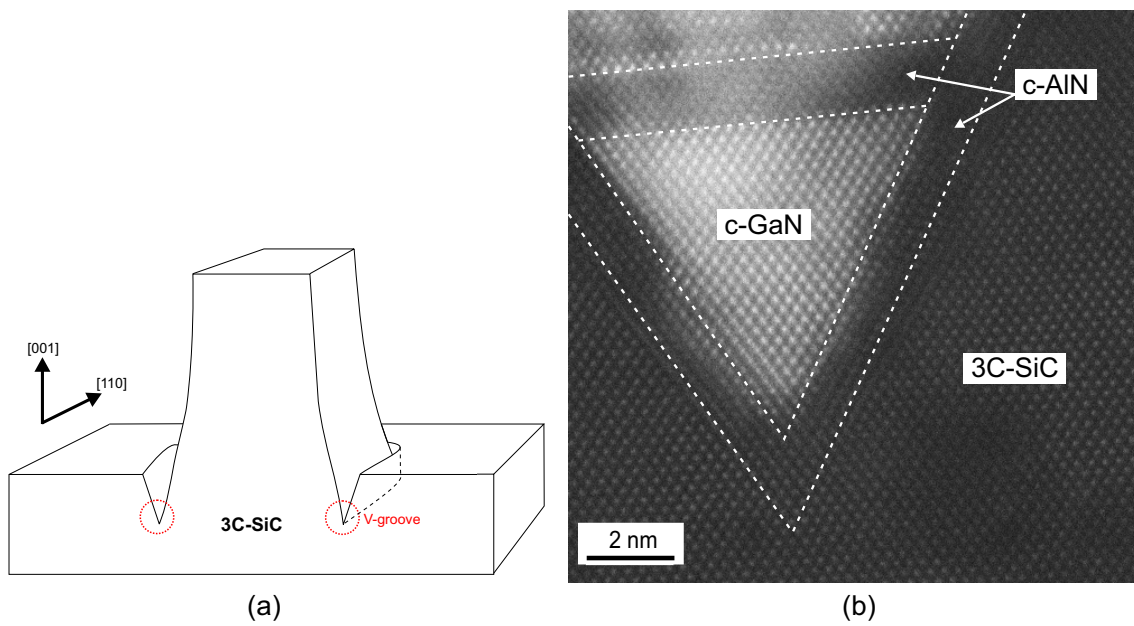 [001]
[110]
3C-SiC
V-groove
(a)
c-AlN
c-GaN
3C-SiC
2 nm
(b)